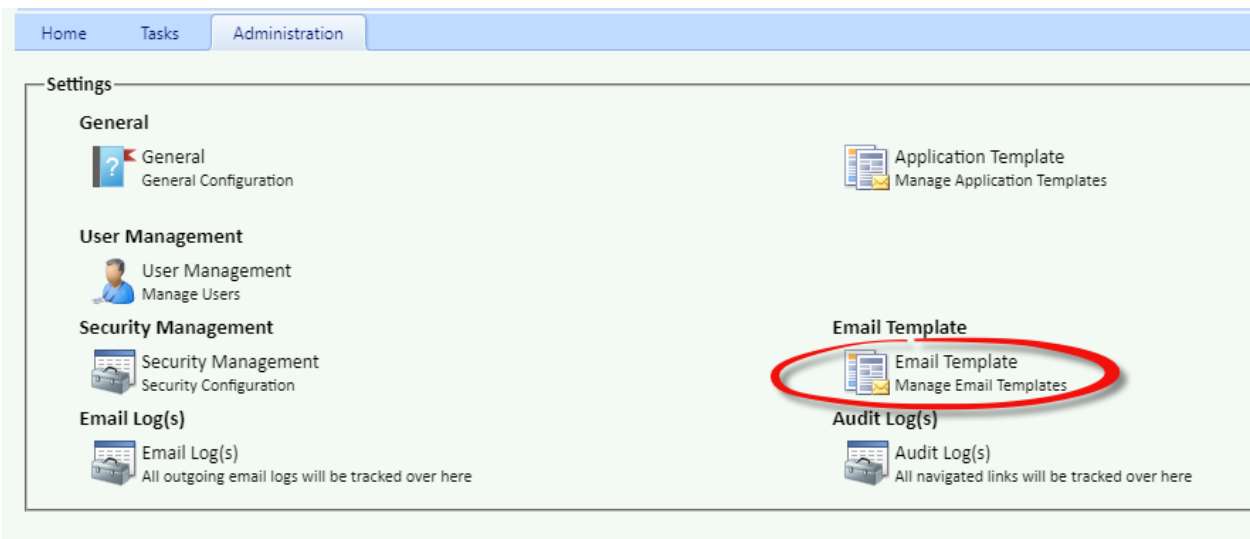 Home Tasks Administration
Settings
General
General
General Configuration
Application Template
Manage Application Templates
User Management
User Management
Manage Users
Security Management
Security Management
Security Configuration
Email Template
Email Template
Manage Email Templates
Email Log(s)
Email Log(s)
All outgoing email logs will be tracked over here
Audit Log(s)
Audit Log(s)
All navigated links will be tracked over here